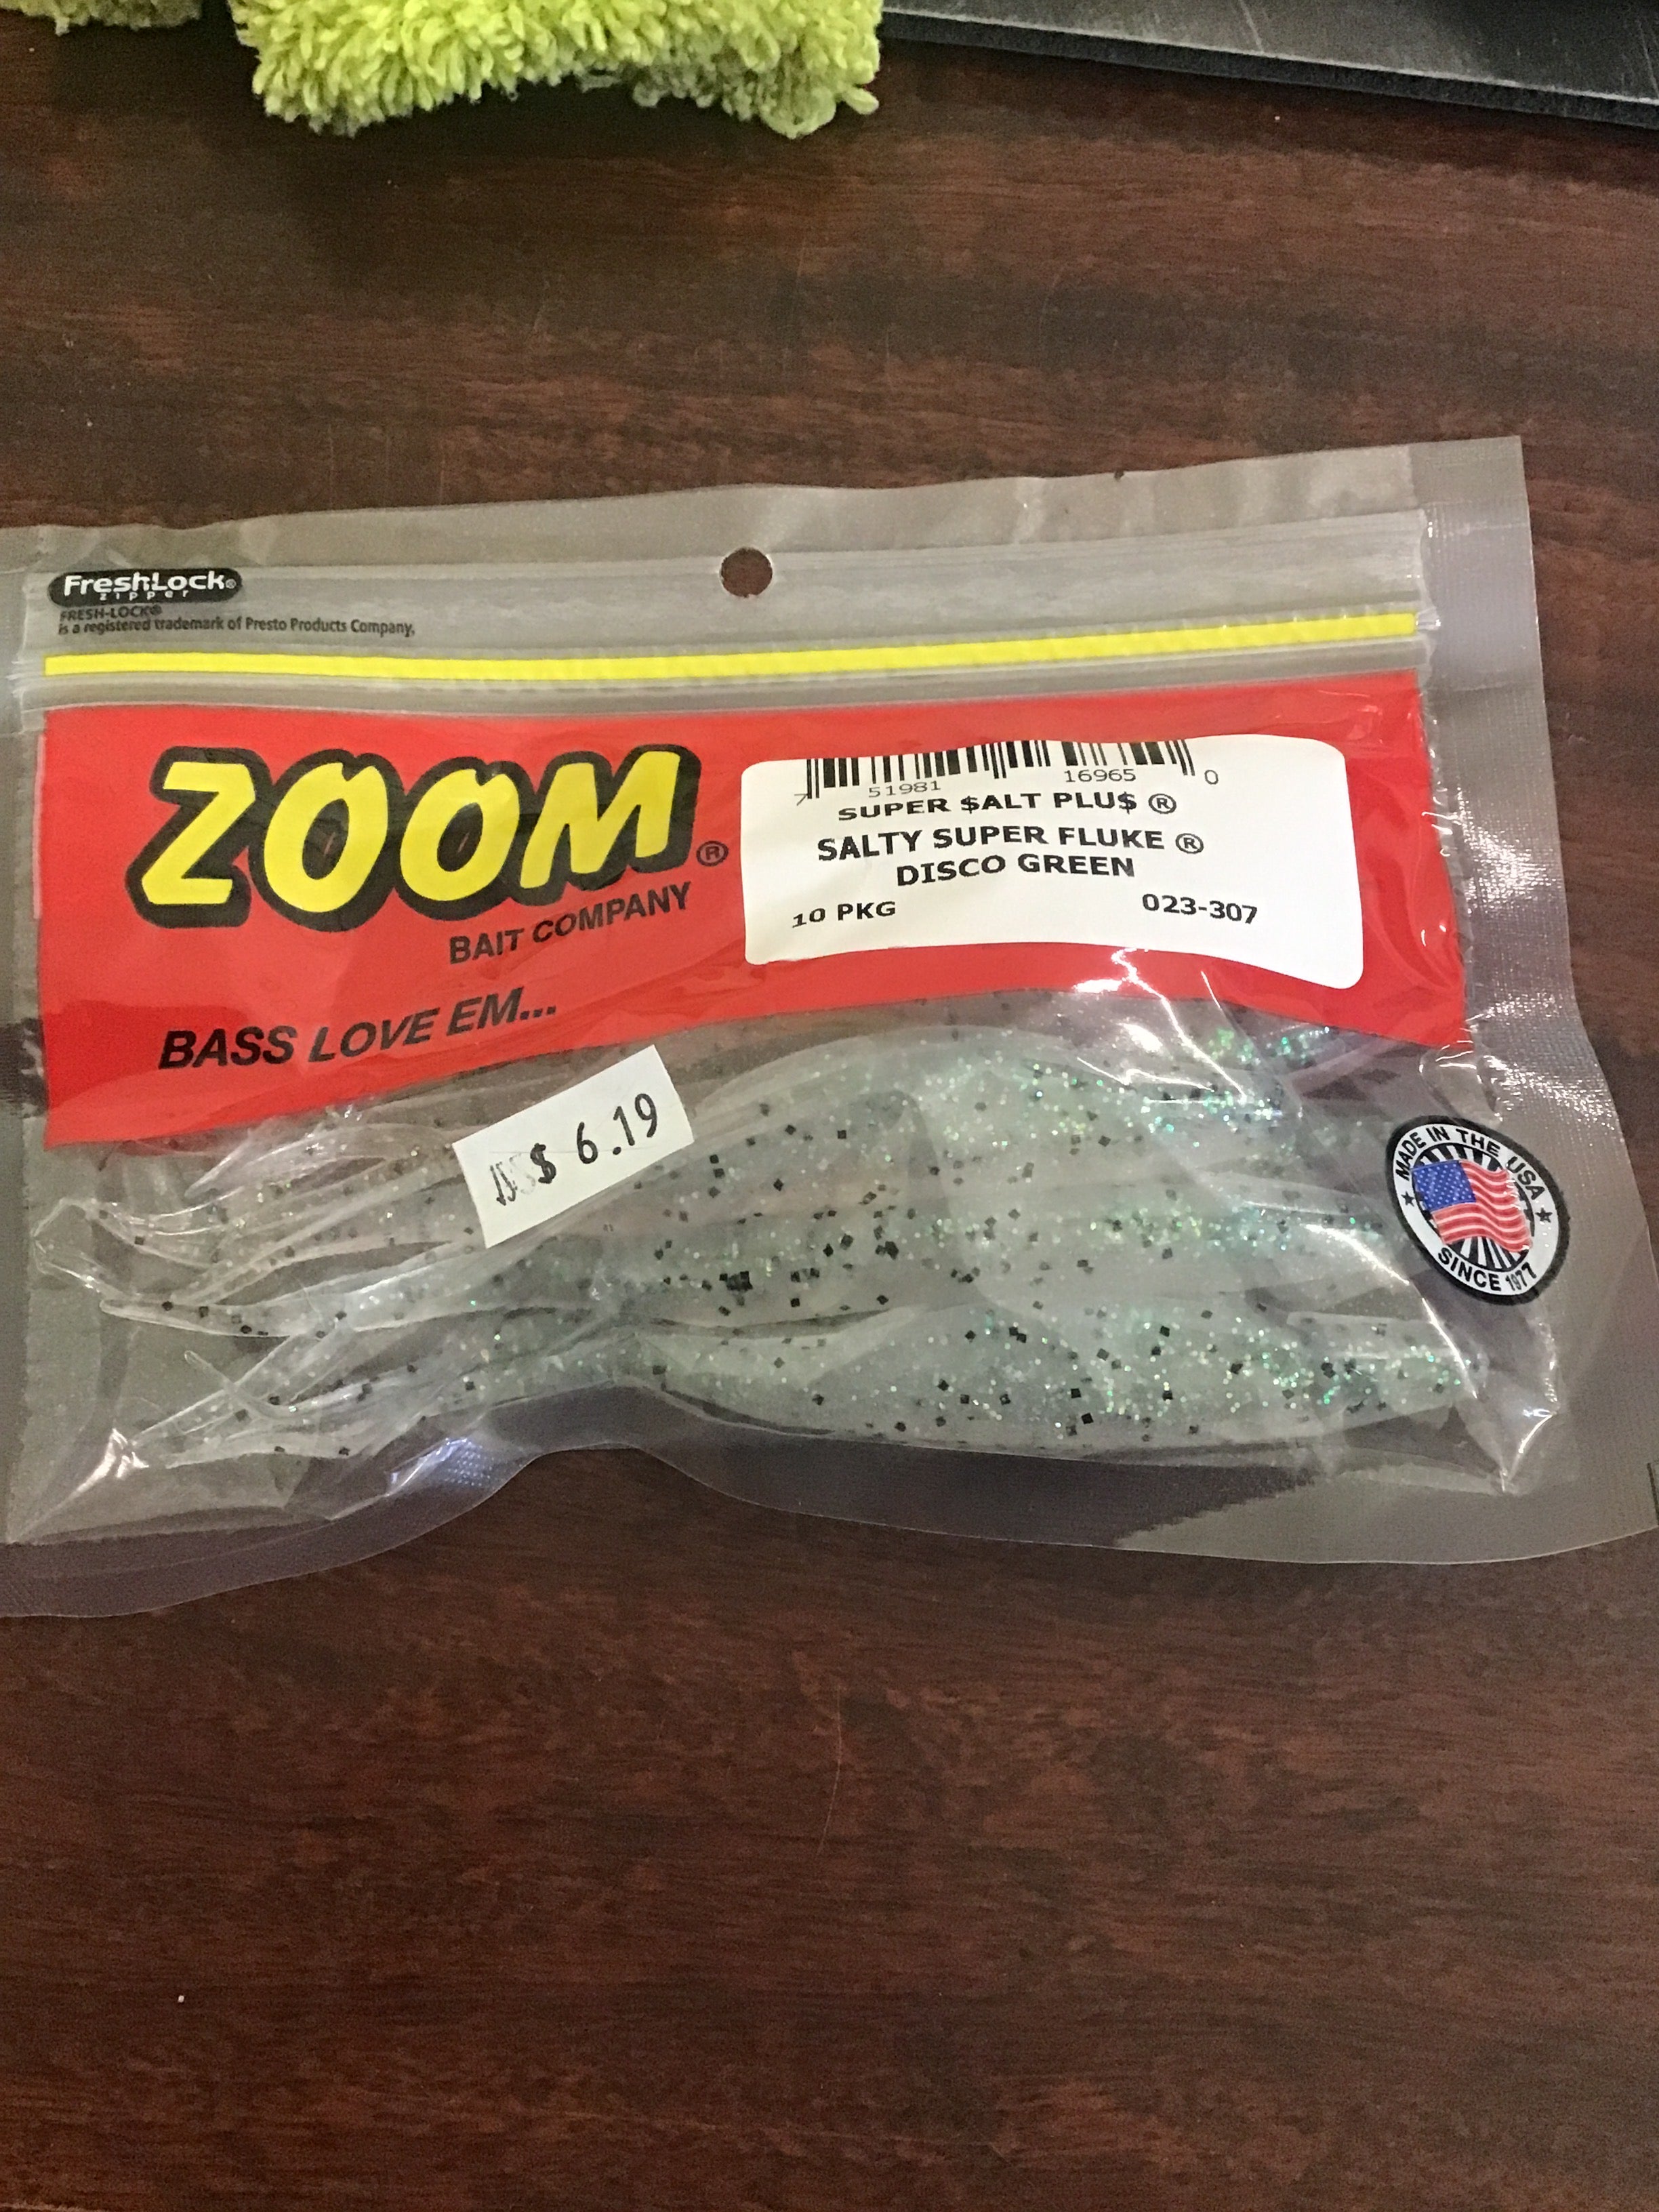 FreshLock®
zipper
FRESH-LOCK®
is a registered trademark of Presto Products Company,
ZOOM®
BAIT COMPANY
BASS LOVE EM...
7 51981 16965 0
SUPER $ALT PLU$ ®
SALTY SUPER FLUKE ®
DISCO GREEN
10 PKG 023-307
$ 6.19
MADE IN THE USA
SINCE 1977